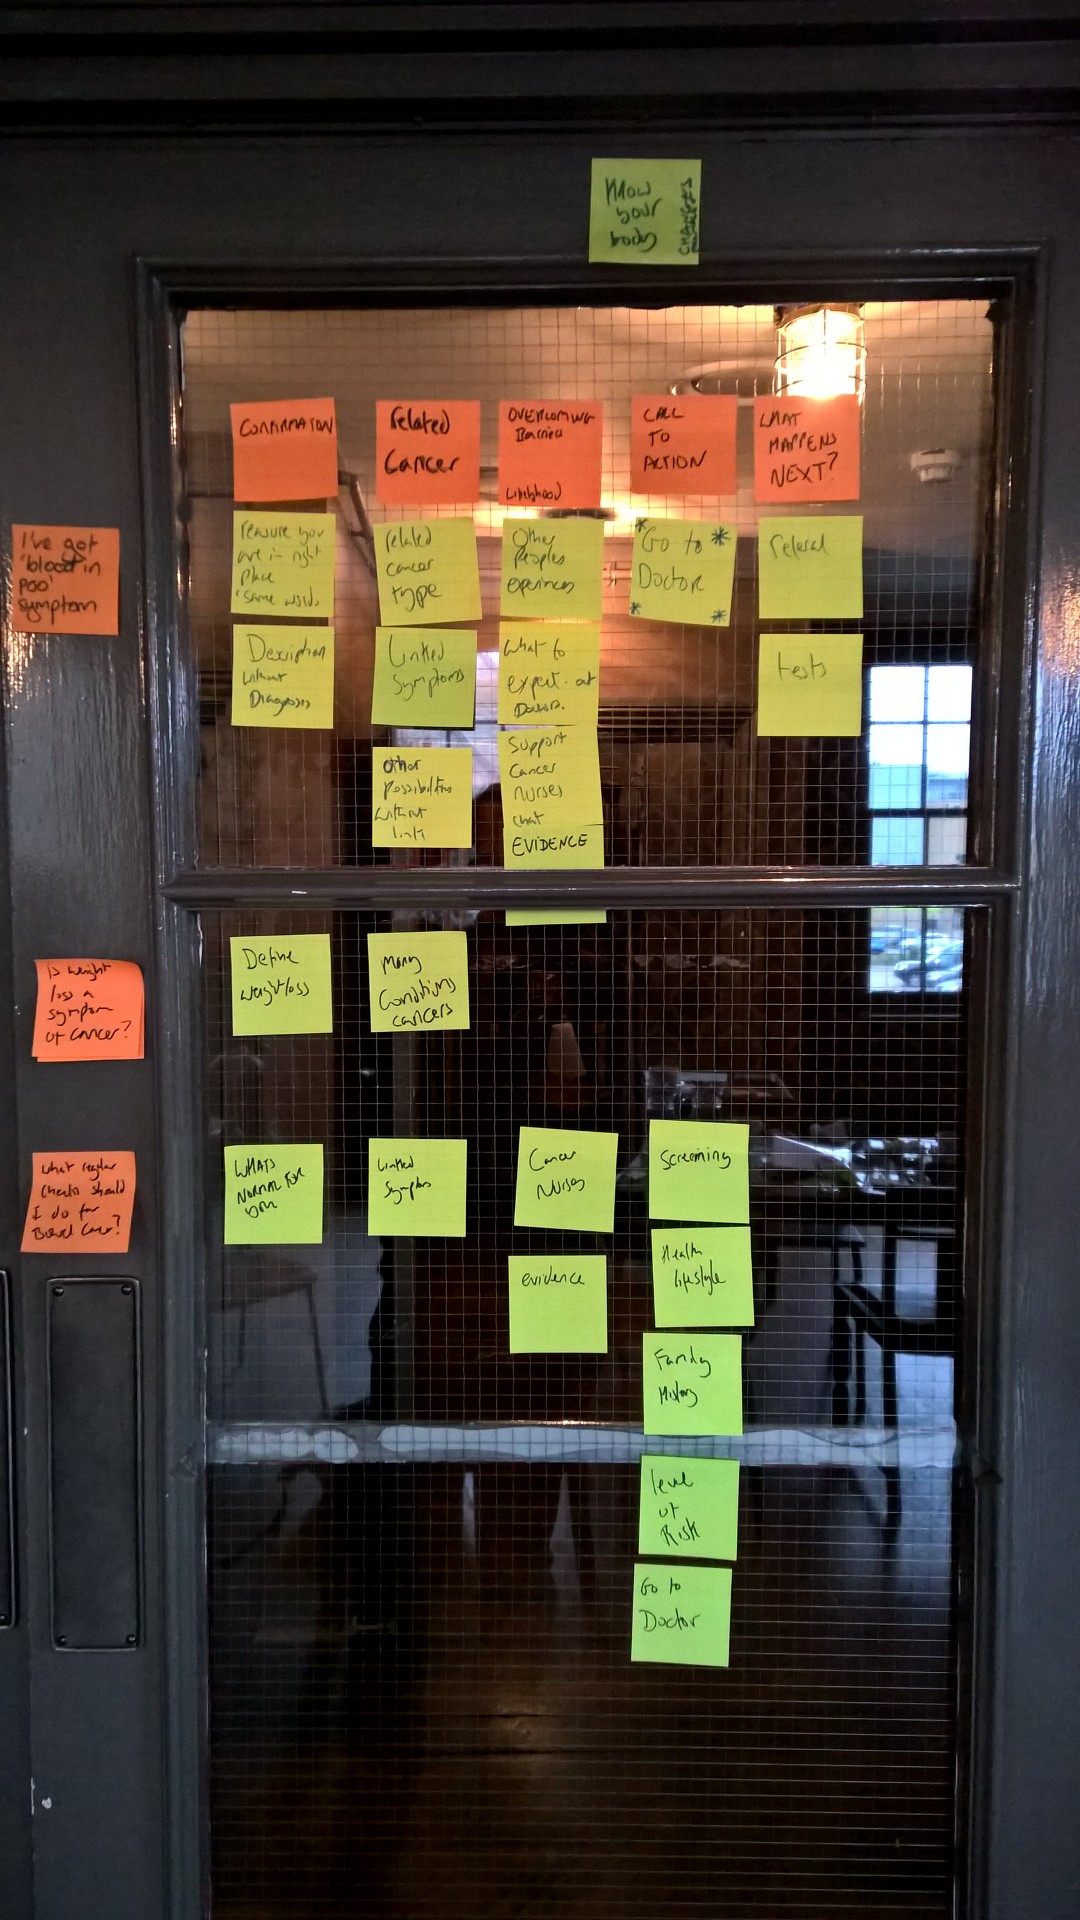 Know
your
body
CHANGES
CONFIRMATION
related
Cancer
OVERCOMING
Barriers
Likelihood
CALL
TO
ACTION
WHAT
HAPPENS
NEXT?
I've got
'blood in
poo'
symptom
reassure you
are in right
place
"same words
Description
without
Diagnosis
related
cancer
type
Linked
Symptoms
other
possibilities
without
links
Other
peoples
experiences
What to
expect at
Doctors.
Support
Cancer
nurses
chat
EVIDENCE
Go to
Doctor
referal
tests
Is weight
loss a
symptom
of cancer?
Define
weight loss
Many
Conditions
cancers
What regular
checks should
I do for
Bowel Cancer?
WHATS
NORMAL FOR
YOU
Linked
Symptoms
Cancer
Nurses
evidence
Screening
Health
Lifestyle
Family
History
level
of
Risk
Go to
Doctor